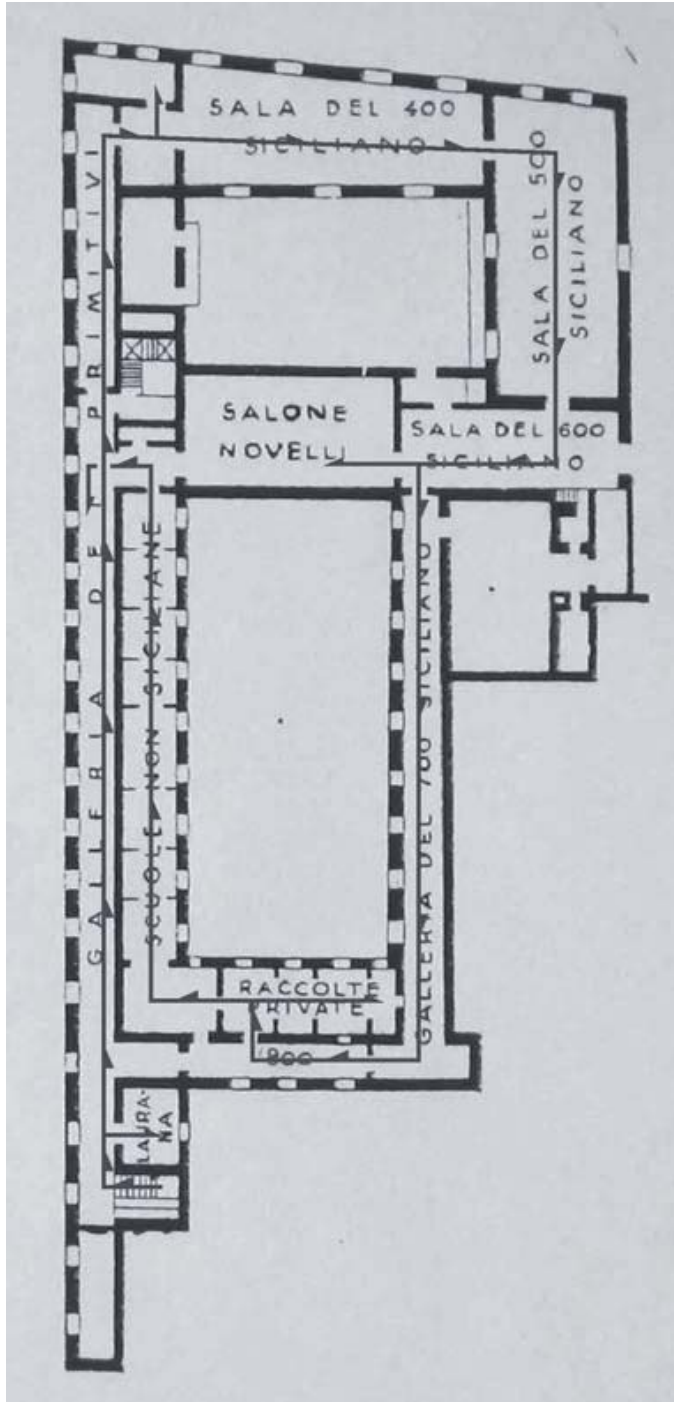 SALA DEL 400
SICILIANO
SALA DEL 500
SICILIANO
GALLERIA DEI PRIMITIVI
SALONE
NOVELLI
SALA DEL 600
SICILIANO
SCUOLE NON SICILIANE
GALLERIA DEL 700 SICILIANO
RACCOLTE
PRIVATE
800
LAURA-
NA